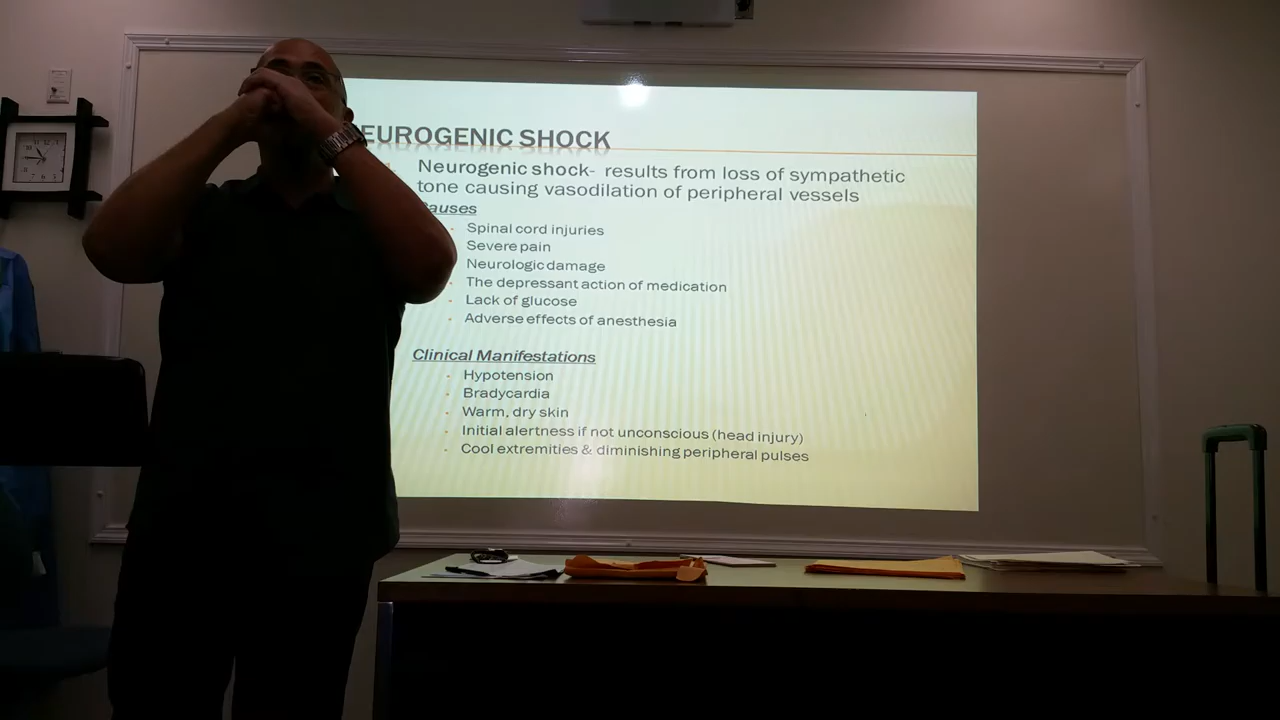 EUROGENIC SHOCK
Neurogenic shock- results from loss of sympathetic
tone causing vasodilation of peripheral vessels
auses
Spinal cord injuries
Severe pain
Neurologic damage
The depressant action of medication
Lack of glucose
Adverse effects of anesthesia
Clinical Manifestations
Hypotension
Bradycardia
Warm, dry skin
Initial alertness if not unconscious (head injury)
Cool extremities & diminishing peripheral pulses